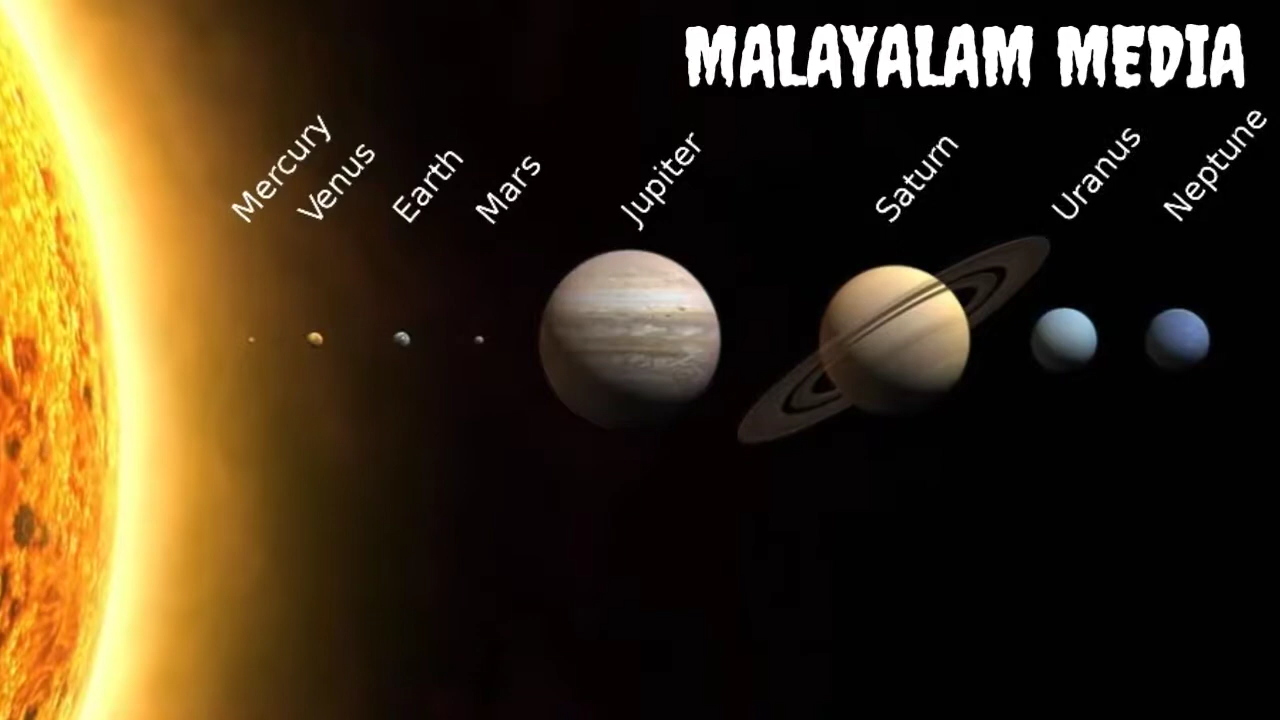 MALAYALAM MEDIA
Mercury
Venus
Earth
Mars
Jupiter
Saturn
Uranus
Neptune